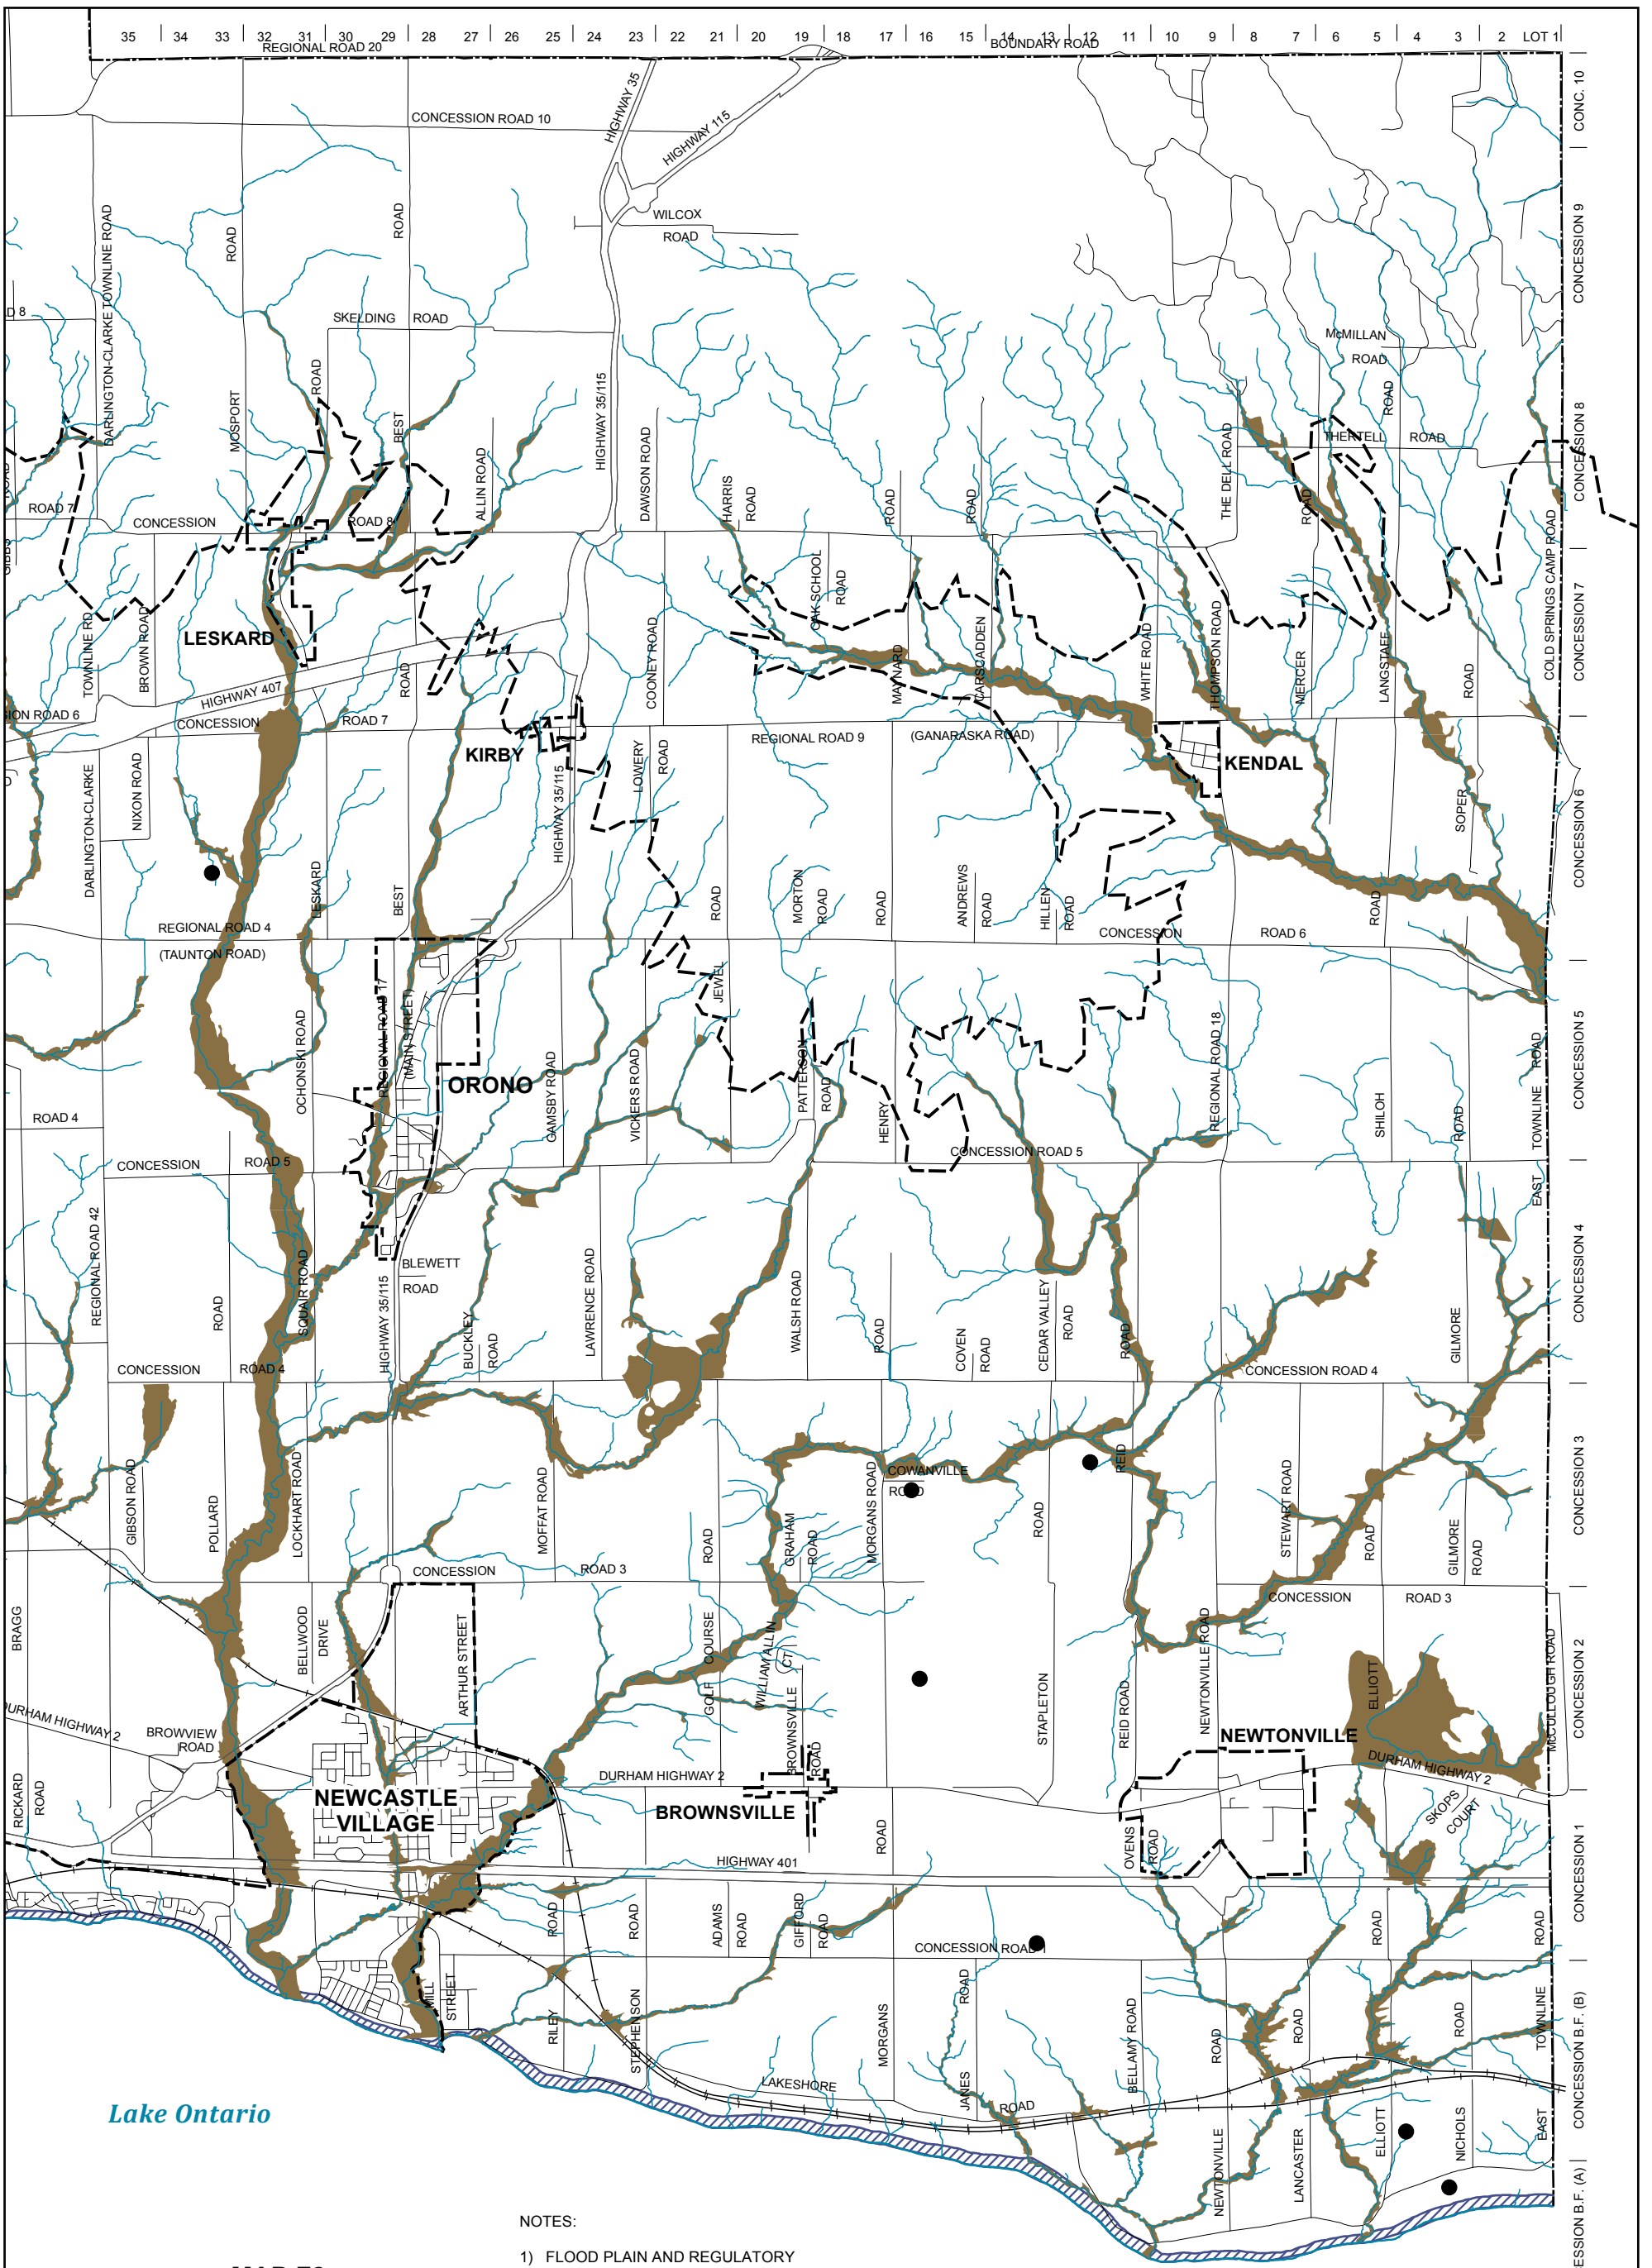 35 34 33 32 31 30 29 28 27 26 25 24 23 22 21 20 19 18 17 16 15 14 13 12 11 10 9 8 7 6 5 4 3 2 LOT 1
REGIONAL ROAD 20
BOUNDARY ROAD
CONC. 10
CONCESSION ROAD 10
HIGHWAY 35
HIGHWAY 115
WILCOX
ROAD
CONCESSION 9
DARLINGTON-CLARKE TOWNLINE ROAD
ROAD
ROAD
D 8
SKELDING ROAD
McMILLAN
ROAD
MOSPORT
ROAD
BEST
ALLIN ROAD
HIGHWAY 35/115
DAWSON ROAD
HARRIS
ROAD
ROAD
ROAD
THE DELL ROAD
THERTELL ROAD
ROAD
ROAD
CONCESSION 8
ROAD 7
CONCESSION
ROAD 8
GIBBS ROAD
TOWNLINE RD
BROWN ROAD
LESKARD
OAK SCHOOL
ROAD
COONEY ROAD
MAYNARD
CARSCADDEN
WHITE ROAD
THOMPSON ROAD
MERCER
LANGSTAFF
ROAD
COLD SPRINGS CAMP ROAD
CONCESSION 7
HIGHWAY 407
ROAD
SION ROAD 6
CONCESSION
ROAD 7
KIRBY
REGIONAL ROAD 9
(GANARASKA ROAD)
KENDAL
DARLINGTON-CLARKE
NIXON ROAD
LOWERY
ROAD
HIGHWAY 35/115
SOPER
CONCESSION 6
LESKARD
BEST
ROAD
MORTON
ROAD
ROAD
ANDREWS
ROAD
HILLEN
ROAD
ROAD
REGIONAL ROAD 4
(TAUNTON ROAD)
CONCESSION
ROAD 6
JEWEL
OCHONSKI ROAD
REGIONAL ROAD 17
(MAIN STREET)
ORONO
GAMSBY ROAD
VICKERS ROAD
PATTERSON
ROAD
HENRY
REGIONAL ROAD 18
SHILOH
ROAD
EAST TOWNLINE ROAD
CONCESSION 5
ROAD 4
CONCESSION
ROAD 5
CONCESSION ROAD 5
REGIONAL ROAD 42
ROAD
SQUAIR ROAD
BLEWETT
ROAD
HIGHWAY 35/115
BUCKLEY
ROAD
LAWRENCE ROAD
WALSH ROAD
ROAD
COVEN
ROAD
CEDAR VALLEY
ROAD
ROAD
GILMORE
CONCESSION 4
CONCESSION
ROAD 4
CONCESSION ROAD 4
GIBSON ROAD
POLLARD
LOCKHART ROAD
MOFFAT ROAD
ROAD
GRAHAM
ROAD
MORGANS ROAD
COWANVILLE
ROAD
ROAD
REID
STEWART ROAD
ROAD
GILMORE
ROAD
CONCESSION 3
CONCESSION
ROAD 3
CONCESSION
ROAD 3
BRAGG
BELLWOOD
DRIVE
ARTHUR STREET
GOLF COURSE
WILLIAM ALLIN
CT
BROWNSVILLE
ROAD
STAPLETON
REID ROAD
NEWTONVILLE ROAD
ELLIOTT
McCULLOUGH ROAD
CONCESSION 2
DURHAM HIGHWAY 2
BROWVIEW
ROAD
NEWTONVILLE
DURHAM HIGHWAY 2
DURHAM HIGHWAY 2
RICKARD
ROAD
NEWCASTLE
VILLAGE
BROWNSVILLE
SKOPS
COURT
ROAD
OVENS
ROAD
CONCESSION 1
HIGHWAY 401
ROAD
ROAD
ADAMS
ROAD
GIFFORD
ROAD
CONCESSION ROAD 1
ROAD
ROAD
MILL
STREET
RILEY
STEPHENSON
MORGANS
JANES
ROAD
BELLAMY ROAD
ROAD
ROAD
ROAD
TOWNLINE
CONCESSION B.F. (B)
LAKESHORE
ROAD
Lake Ontario
NEWTONVILLE
LANCASTER
ELLIOTT
NICHOLS
EAST
ESSION B.F. (A)
NOTES:
1) FLOOD PLAIN AND REGULATORY